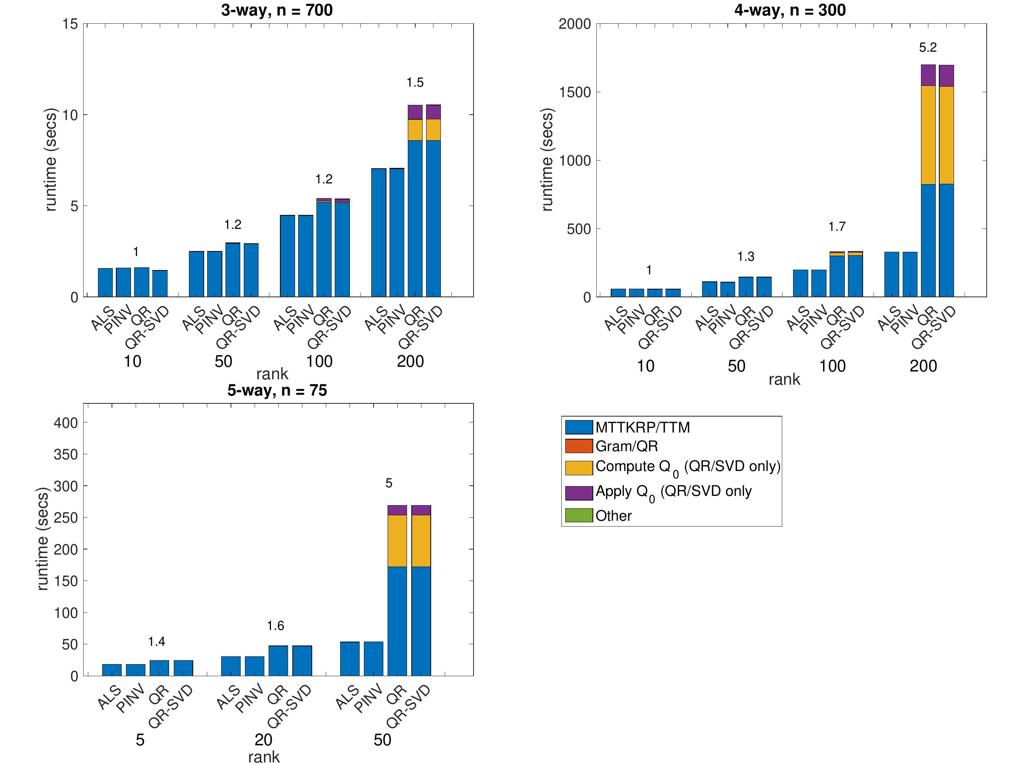 3-way, n = 700
runtime (secs)
15
10
5
0
1
1.2
1.2
1.5
ALS PINV QR QR-SVD ALS PINV QR QR-SVD ALS PINV QR QR-SVD ALS PINV QR QR-SVD
10 50 100 200
rank
4-way, n = 300
runtime (secs)
2000
1500
1000
500
0
1
1.3
1.7
5.2
ALS PINV QR QR-SVD ALS PINV QR QR-SVD ALS PINV QR QR-SVD ALS PINV QR QR-SVD
10 50 100 200
rank
5-way, n = 75
runtime (secs)
400
350
300
250
200
150
100
50
0
1.4
1.6
5
ALS PINV QR QR-SVD ALS PINV QR QR-SVD ALS PINV QR QR-SVD
5 20 50
rank
MTTKRP/TTM
Gram/QR
Compute Q0 (QR/SVD only)
Apply Q0 (QR/SVD only
Other